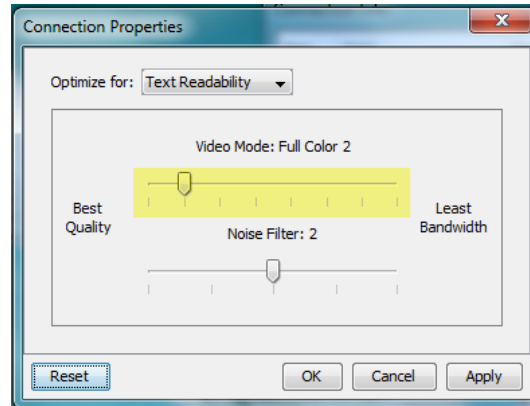 Connection Properties
Optimize for: Text Readability
Video Mode: Full Color 2
Best
Quality
Least
Bandwidth
Noise Filter: 2
Reset
OK
Cancel
Apply